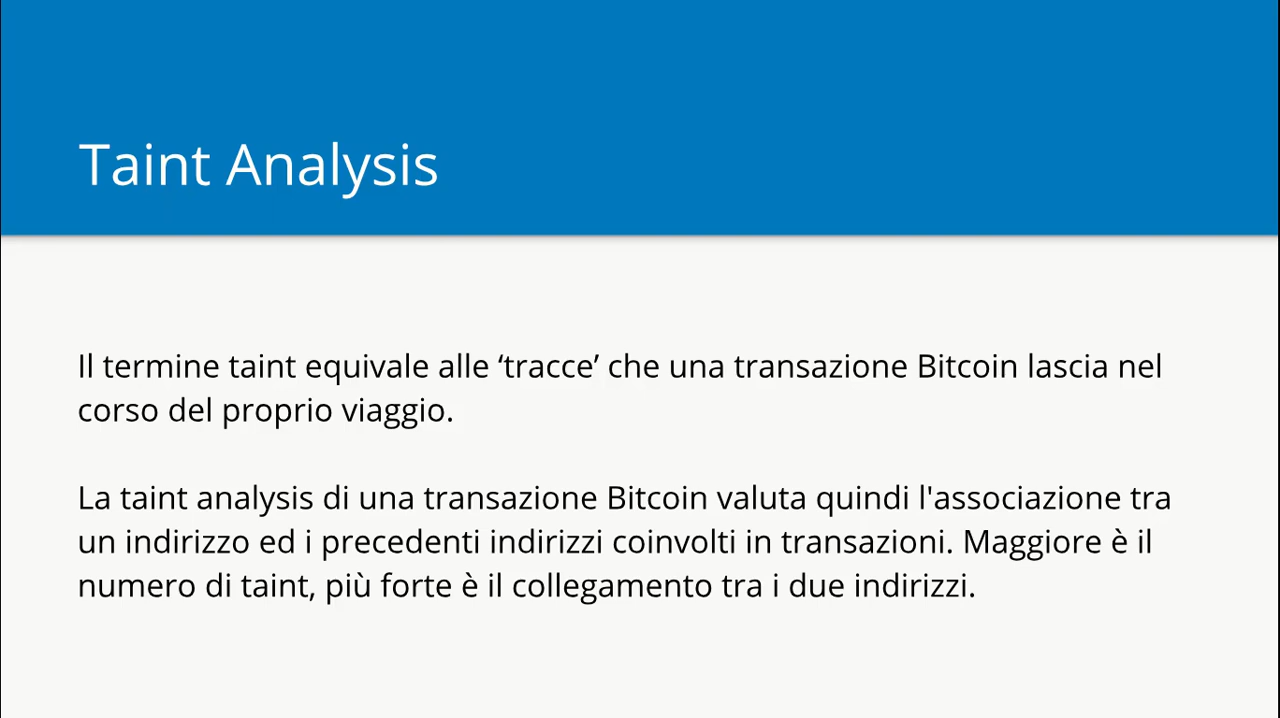 Taint Analysis
Il termine taint equivale alle ‘tracce’ che una transazione Bitcoin lascia nel
corso del proprio viaggio.
La taint analysis di una transazione Bitcoin valuta quindi l'associazione tra
un indirizzo ed i precedenti indirizzi coinvolti in transazioni. Maggiore è il
numero di taint, più forte è il collegamento tra i due indirizzi.